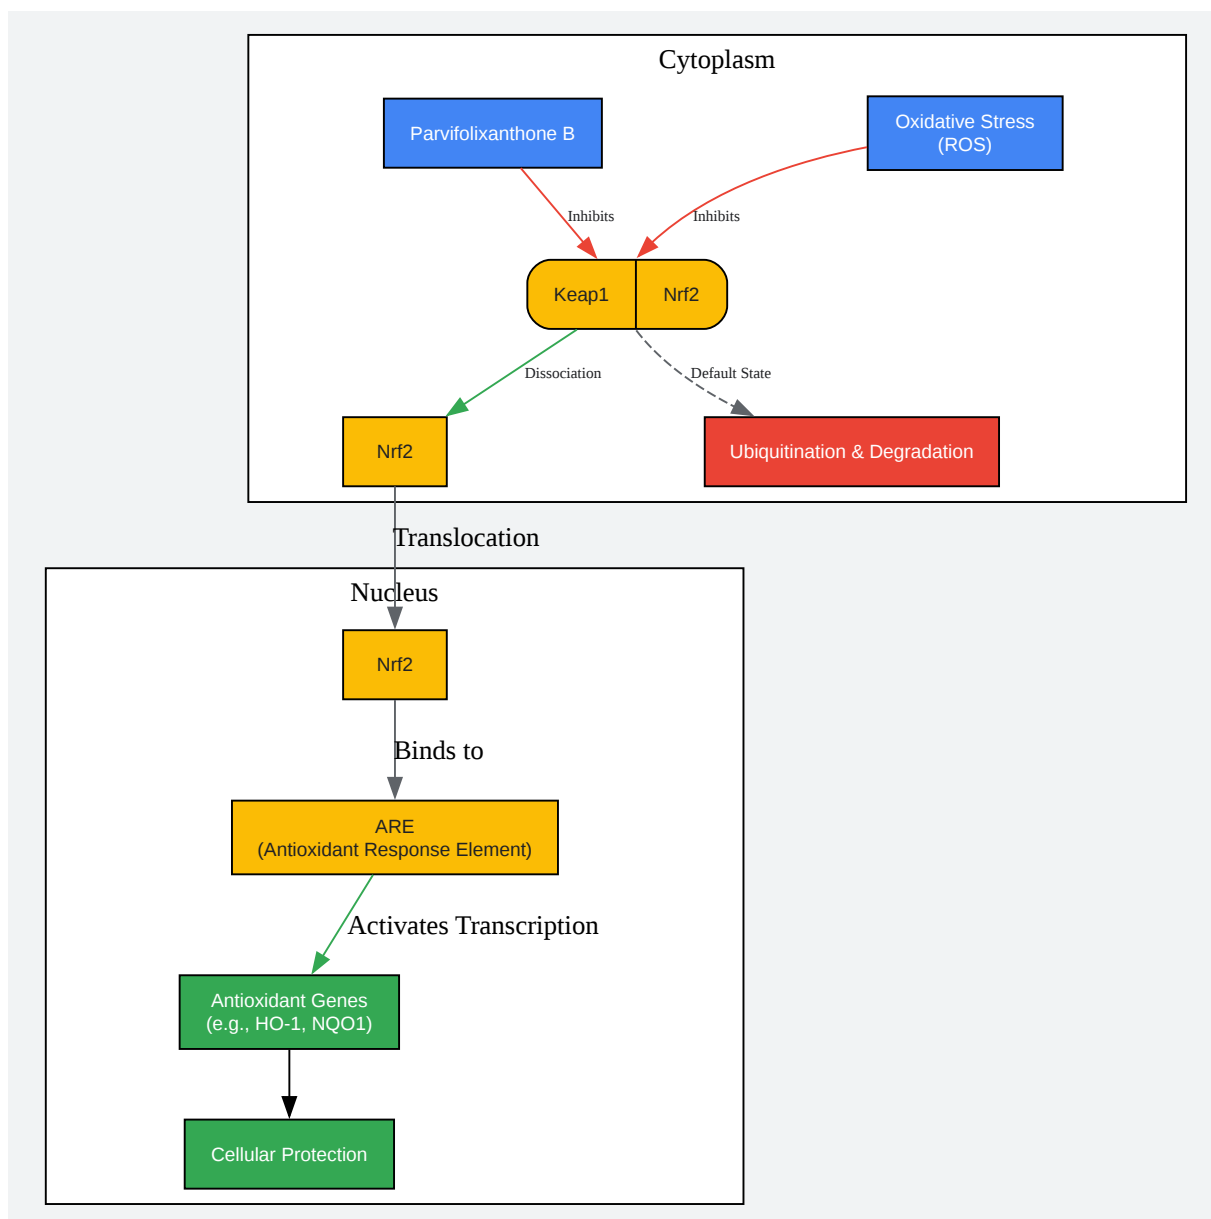 Cytoplasm
Parvifolixanthone B
Oxidative Stress
(ROS)
Inhibits
Inhibits
Keap1
Nrf2
Dissociation
Default State
Nrf2
Ubiquitination & Degradation
Translocation
Nucleus
Nrf2
Binds to
ARE
(Antioxidant Response Element)
Activates Transcription
Antioxidant Genes
(e.g., HO-1, NQO1)
Cellular Protection